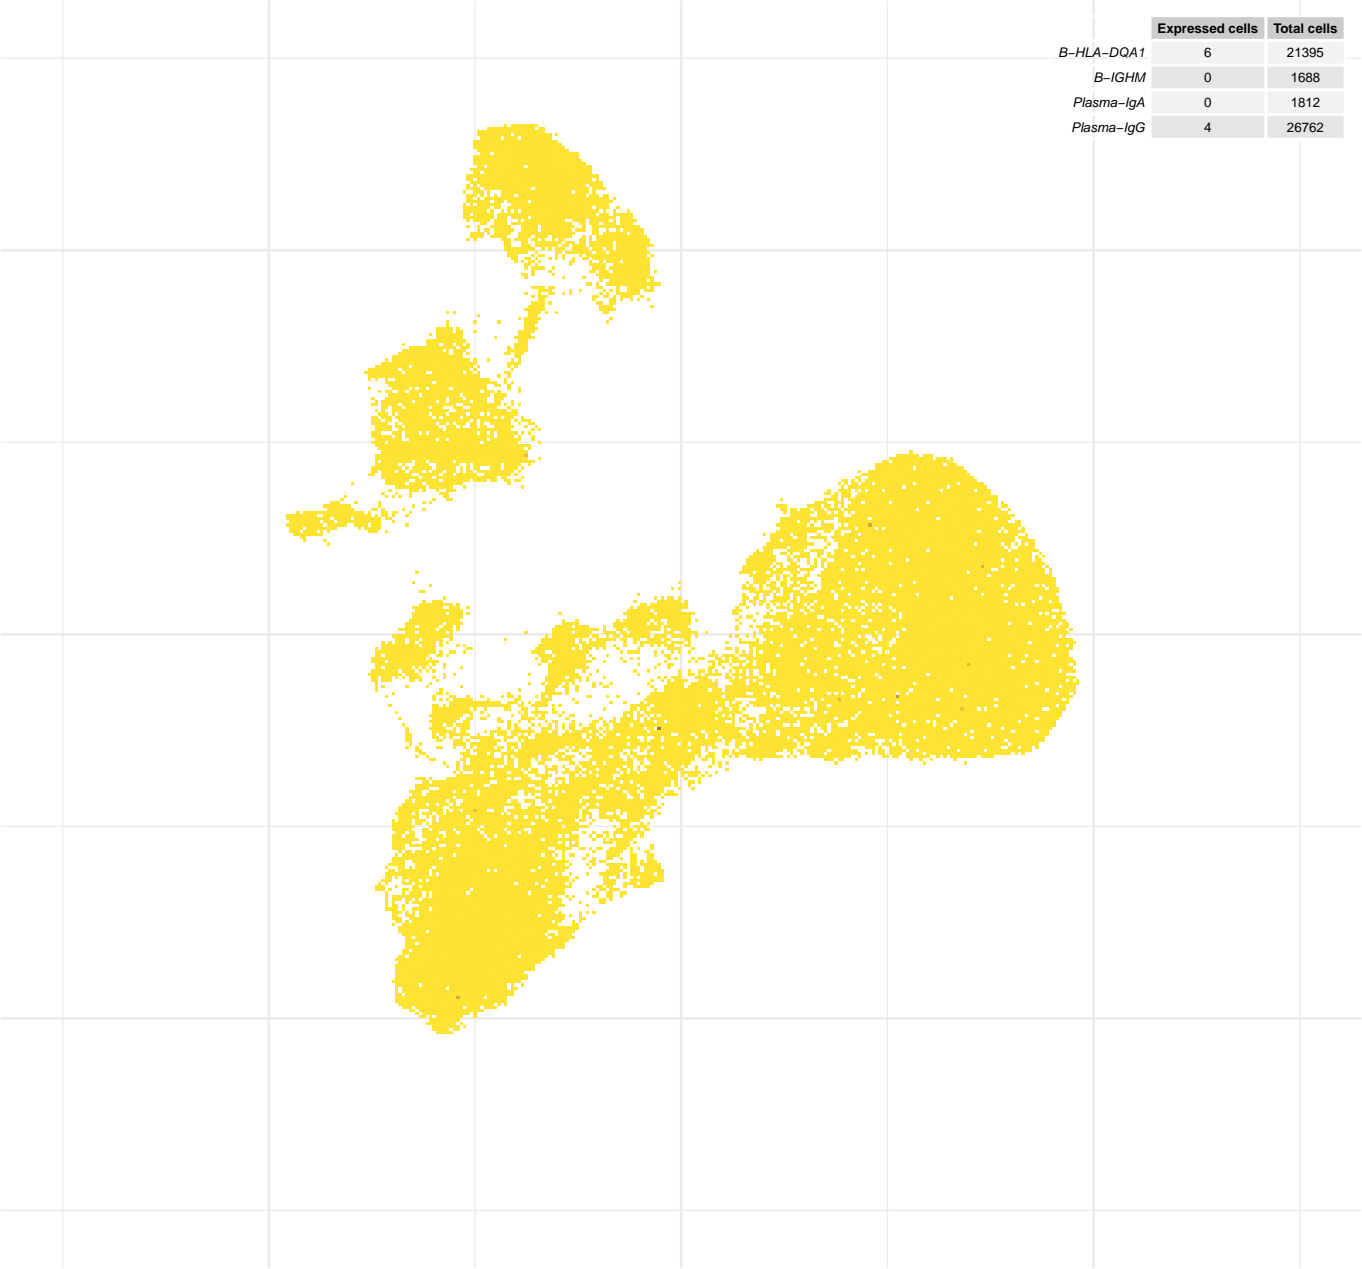 Expressed cells Total cells
B−HLA−DQA1 6 21395
B−IGHM 0 1688
Plasma−IgA 0 1812
Plasma−IgG 4 26762